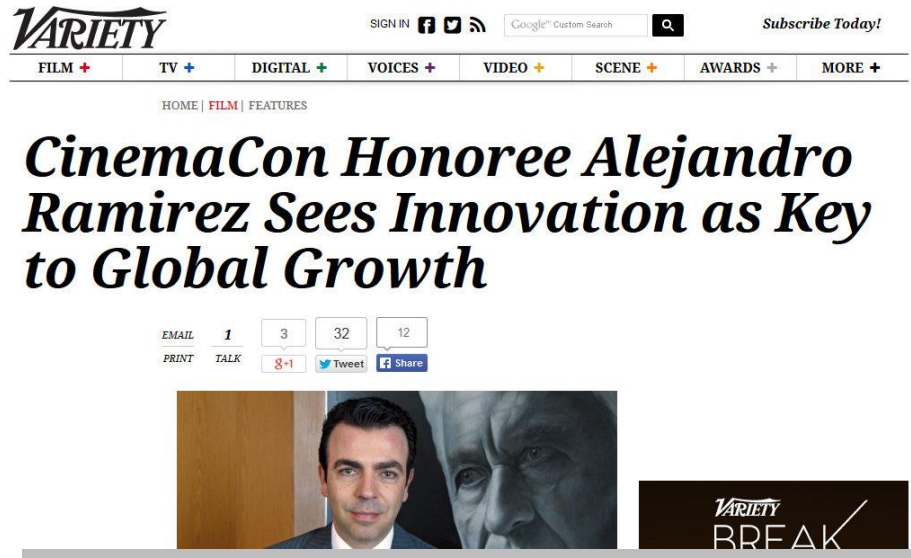 VARIETY
SIGN IN
Google™ Custom Search
Subscribe Today!
FILM + TV + DIGITAL + VOICES + VIDEO + SCENE + AWARDS + MORE +
HOME | FILM | FEATURES
CinemaCon Honoree Alejandro
Ramirez Sees Innovation as Key
to Global Growth
EMAIL 1 3 32 12
PRINT TALK g+1 Tweet Share
VARIETY
BREAK